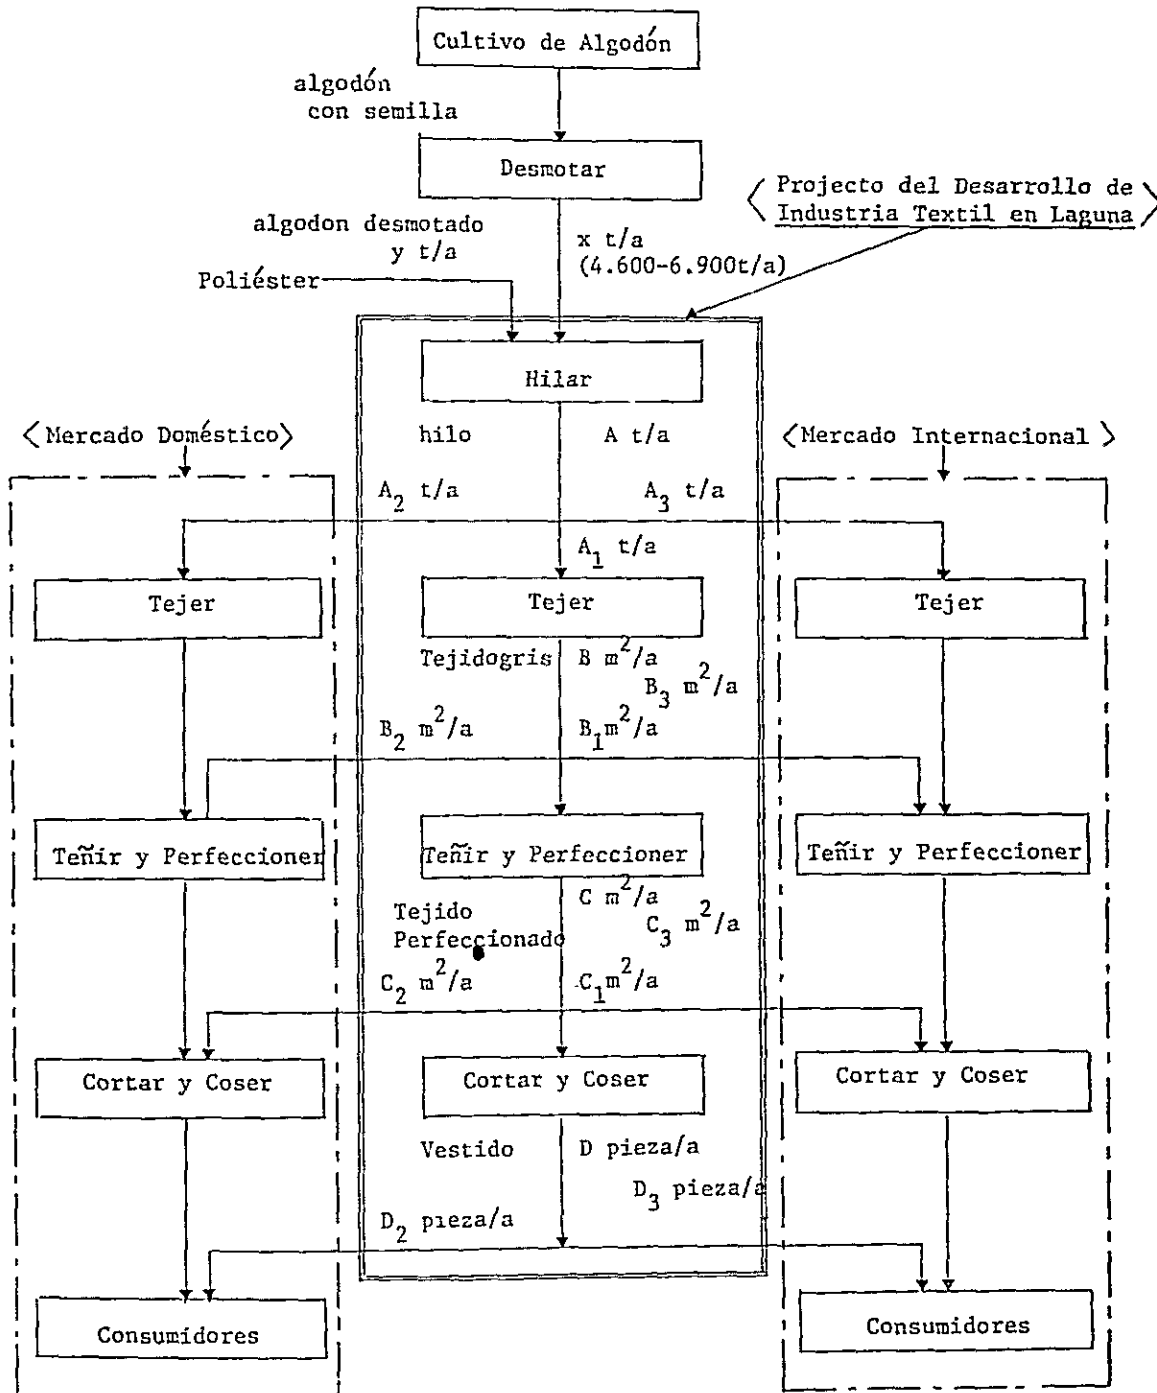 Cultivo de Algodón
algodón
con semilla
Desmotar
Projecto del Desarrollo de
Industria Textil en Laguna
algodon desmotado
y t/a
x t/a
(4.600-6.900t/a)
Poliéster
Hilar
<Mercado Doméstico>
hilo
A t/a
<Mercado Internacional >
A2 t/a
A3 t/a
A1 t/a
Tejer
Tejer
Tejer
Tejidogris
B m²/a
B3 m²/a
B2 m²/a
B1m²/a
Teñir y Perfeccioner
Teñir y Perfeccioner
Teñir y Perfeccioner
C m²/a
Tejido
Perfeccionado
C3 m²/a
C2 m²/a
C1m²/a
Cortar y Coser
Cortar y Coser
Cortar y Coser
Vestido
D pieza/a
D3 pieza/a
D2 pieza/a
Consumidores
Consumidores